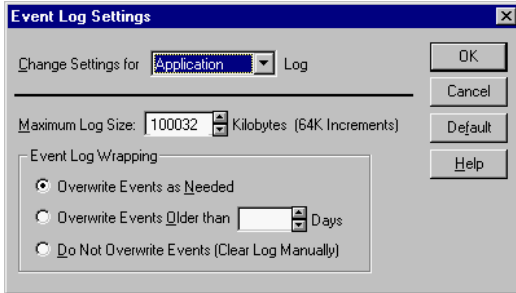 Event Log Settings
Change Settings for Application Log
OK
Cancel
Maximum Log Size: 100032 Kilobytes (64K Increments)
Default
Event Log Wrapping
Help
Overwrite Events as Needed
Overwrite Events Older than Days
Do Not Overwrite Events (Clear Log Manually)